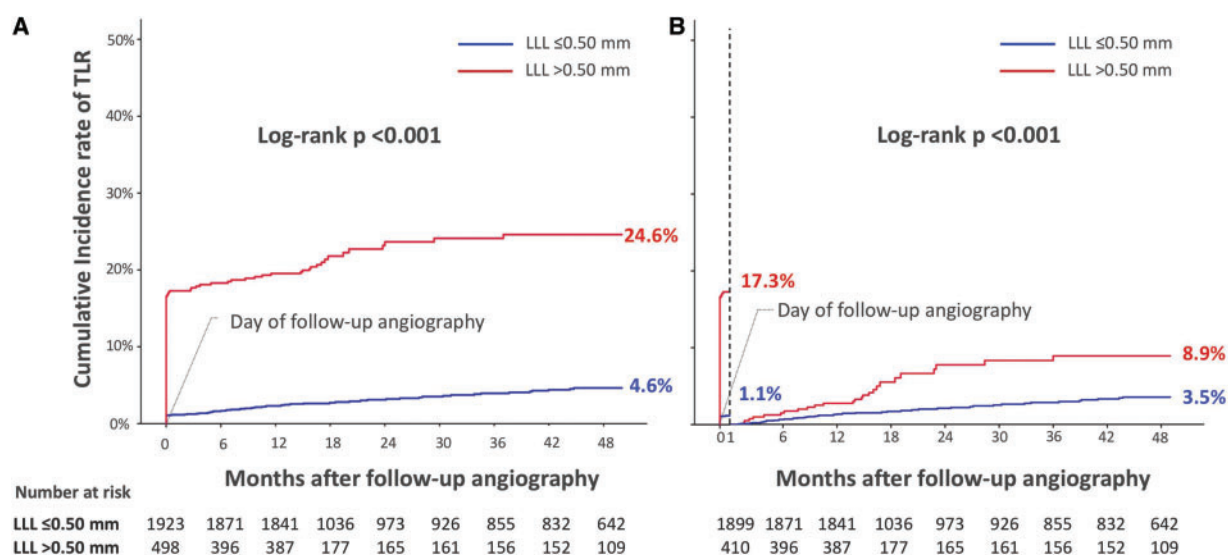 A
Cumulative Incidence rate of TLR
50%
40%
30%
20%
10%
0%
LLL ≤0.50 mm
LLL >0.50 mm
Log-rank p <0.001
24.6%
Day of follow-up angiography
4.6%
0 6 12 18 24 30 36 42 48
Months after follow-up angiography
B
LLL ≤0.50 mm
LLL >0.50 mm
Log-rank p <0.001
17.3%
Day of follow-up angiography
8.9%
1.1%
3.5%
0 1 6 12 18 24 30 36 42 48
Months after follow-up angiography
Number at risk
LLL ≤0.50 mm 1923 1871 1841 1036 973 926 855 832 642 1899 1871 1841 1036 973 926 855 832 642
LLL >0.50 mm 498 396 387 177 165 161 156 152 109 410 396 387 177 165 161 156 152 109